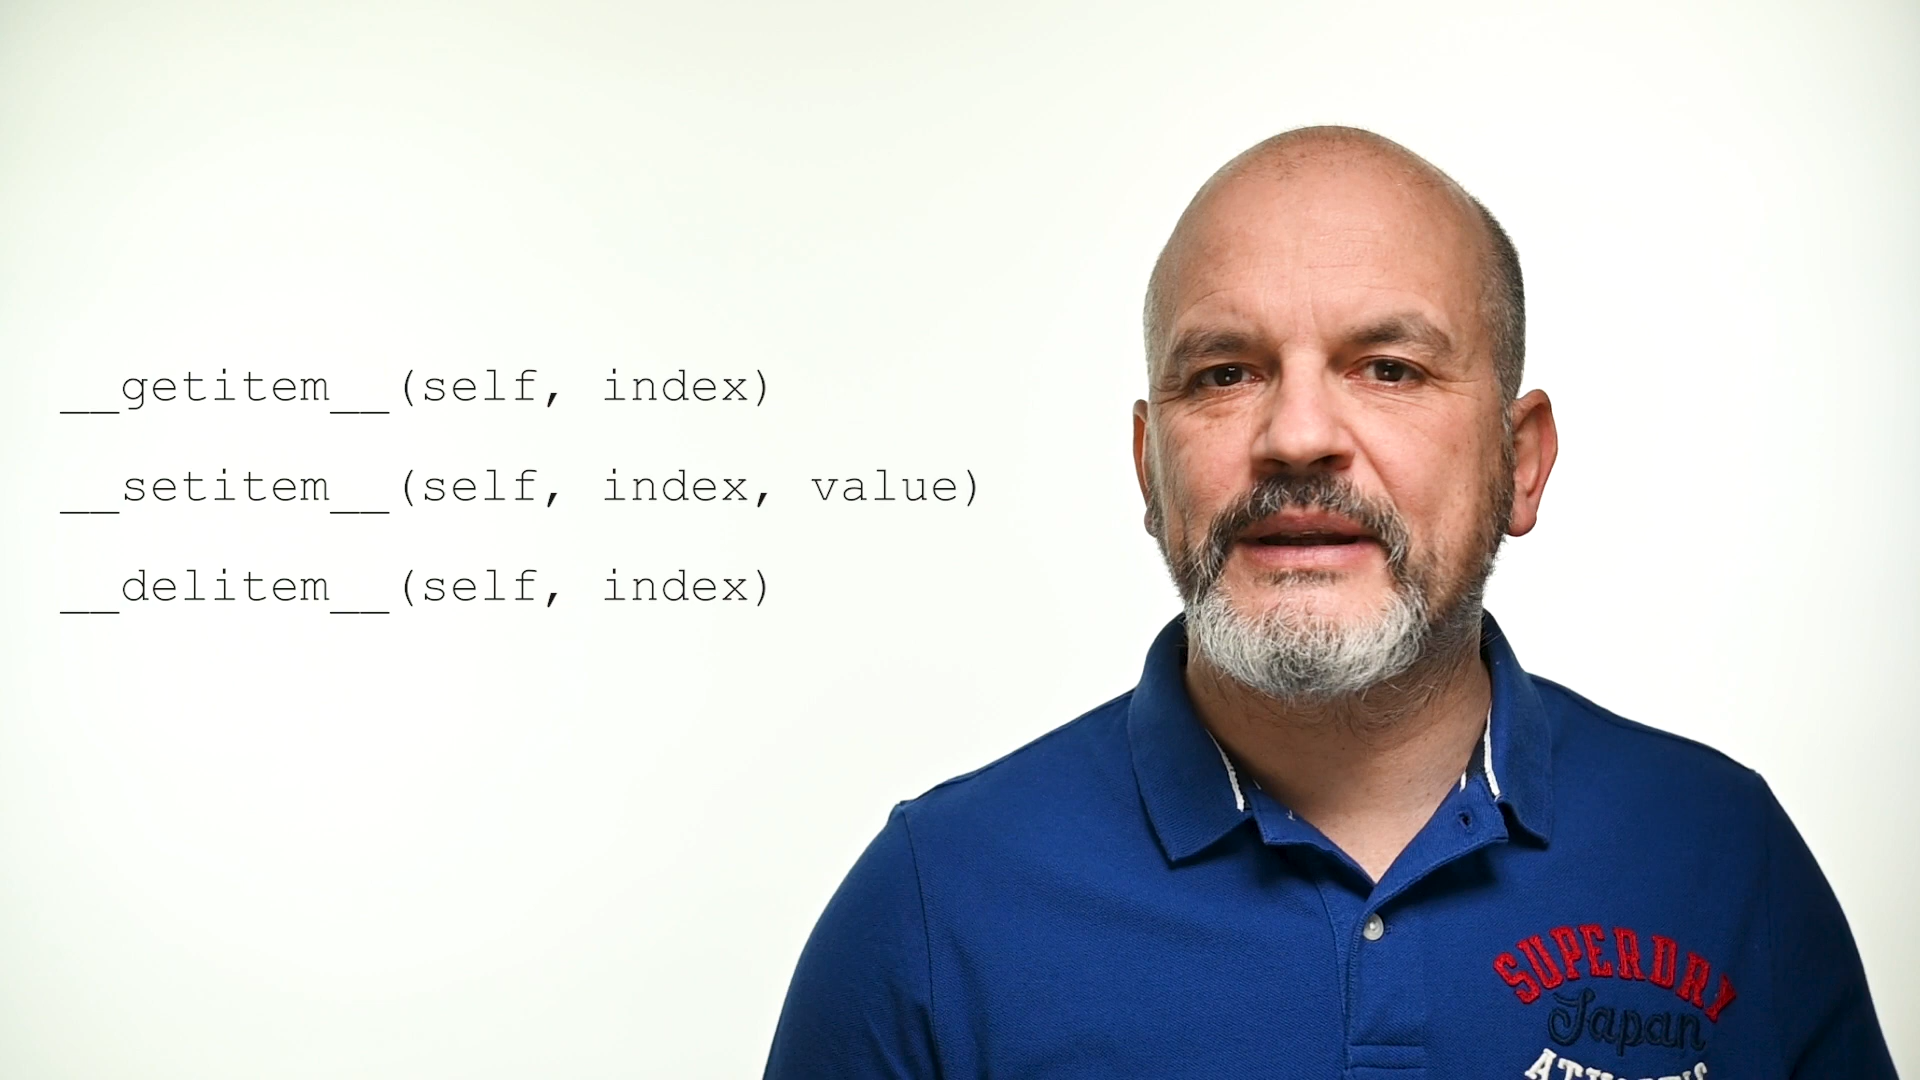 __getitem__(self, index)
__setitem__(self, index, value)
__delitem__(self, index)
SUPERDRY
Japan